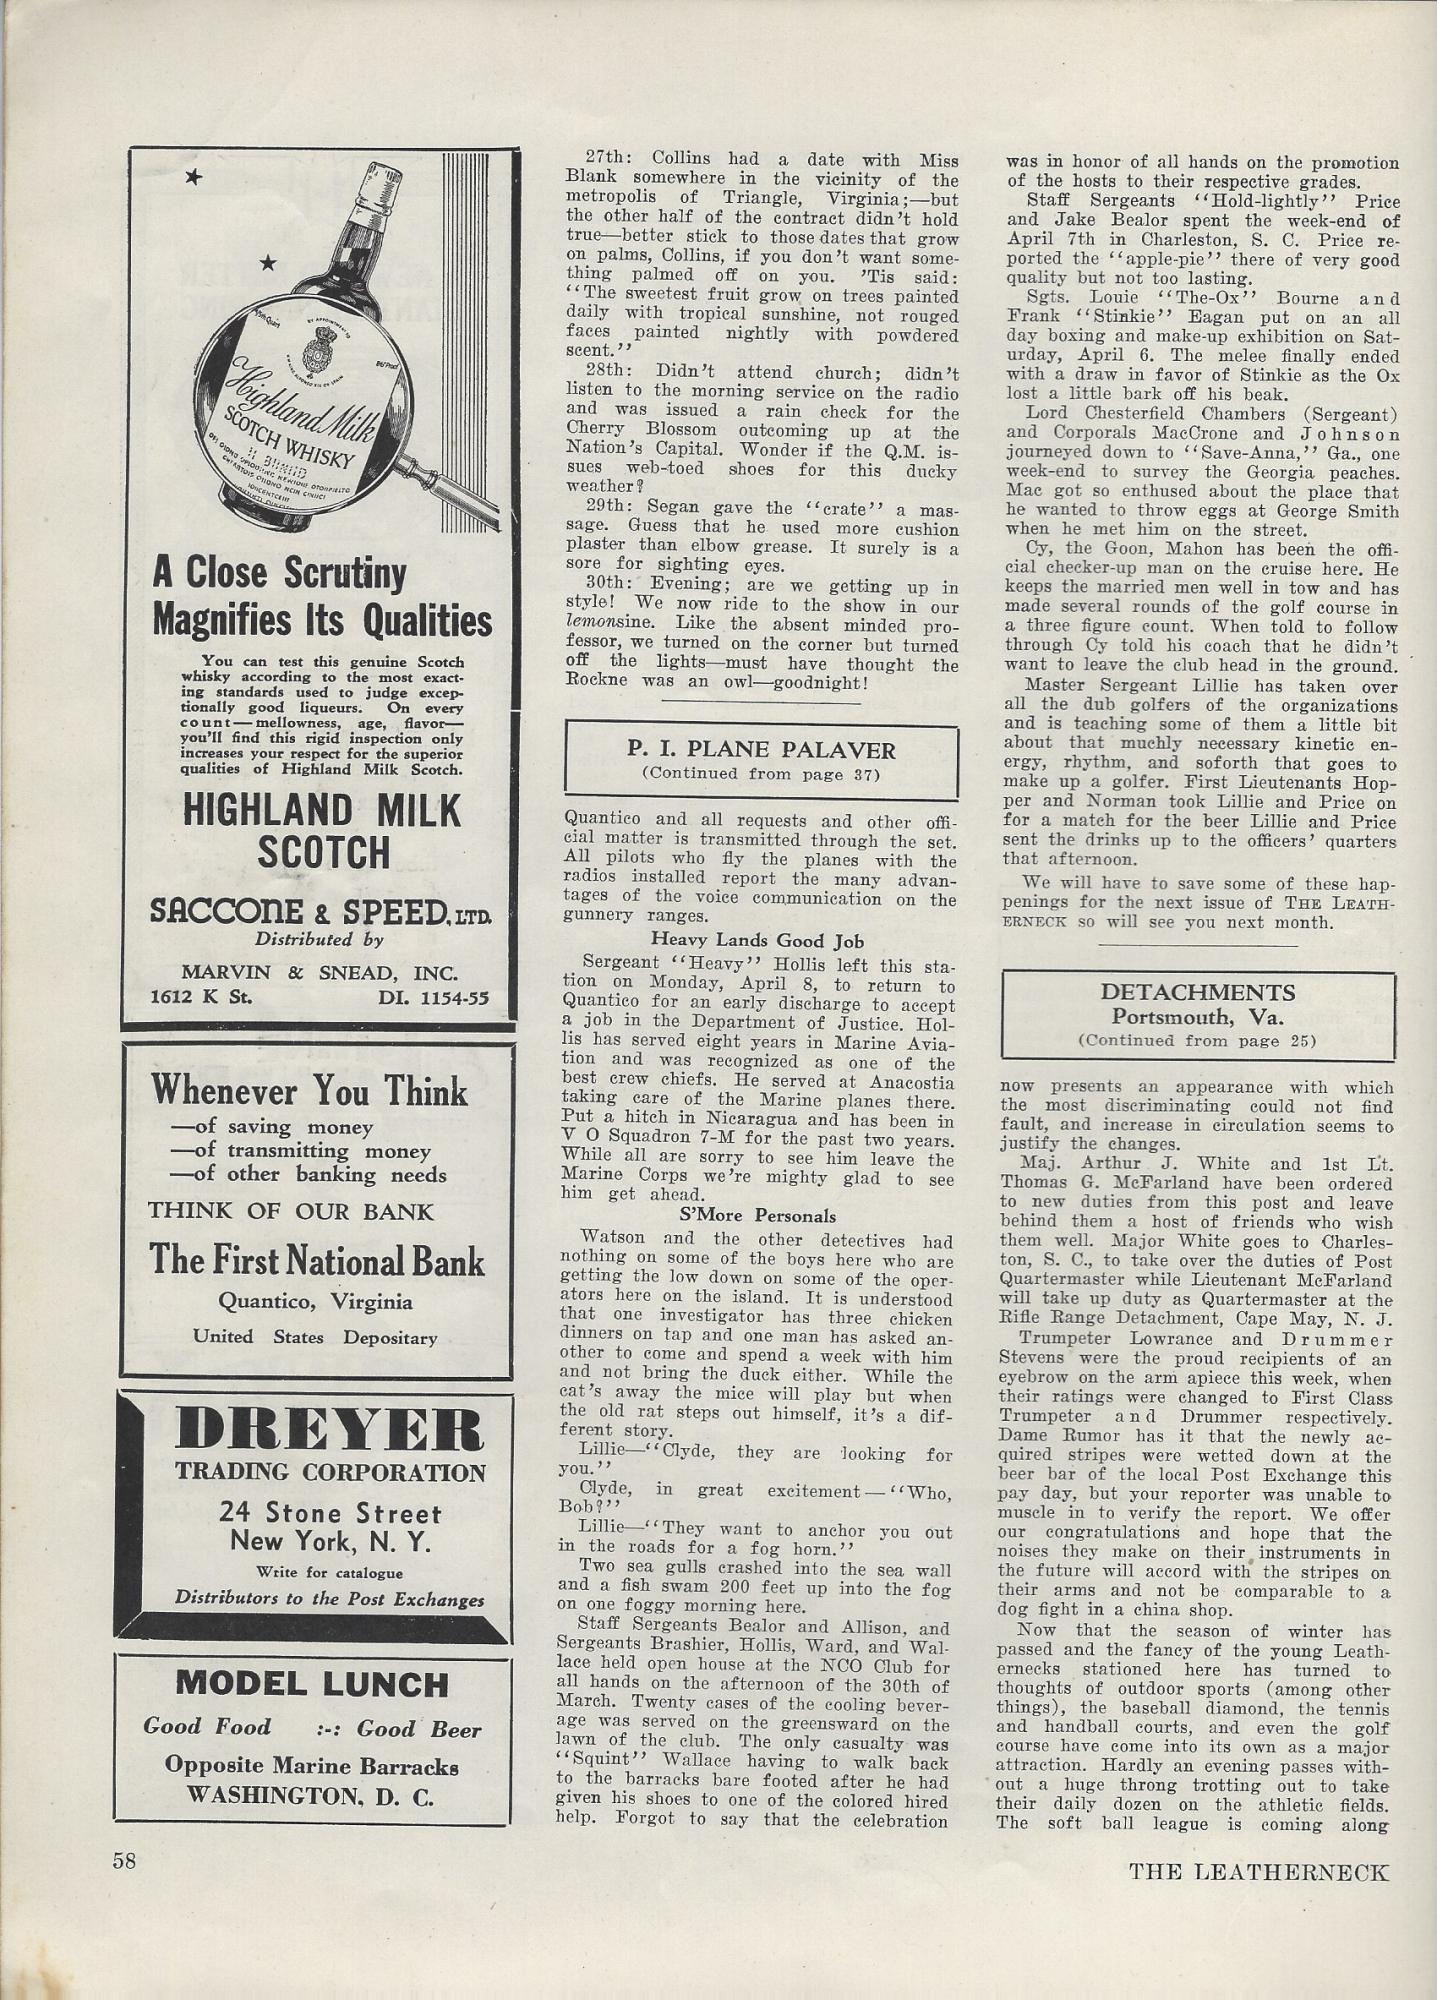 95th Quart
BY APPOINTMENT TO
86° Proof
Highland Milk
SCOTCH WHISKY
A Close Scrutiny
Magnifies Its Qualities
You can test this genuine Scotch
whisky according to the most exact-
ing standards used to judge excep-
tionally good liqueurs. On every
count—mellowness, age, flavor—
you'll find this rigid inspection only
increases your respect for the superior
qualities of Highland Milk Scotch.
HIGHLAND MILK
SCOTCH
SACCONE & SPEED, LTD.
Distributed by
MARVIN & SNEAD, INC.
1612 K St. DI. 1154-55
Whenever You Think
—of saving money
—of transmitting money
—of other banking needs
THINK OF OUR BANK
The First National Bank
Quantico, Virginia
United States Depositary
DREYER
TRADING CORPORATION
24 Stone Street
New York, N. Y.
Write for catalogue
Distributors to the Post Exchanges
MODEL LUNCH
Good Food :-: Good Beer
Opposite Marine Barracks
WASHINGTON, D. C.
27th: Collins had a date with Miss
Blank somewhere in the vicinity of the
metropolis of Triangle, Virginia;—but
the other half of the contract didn't hold
true—better stick to those dates that grow
on palms, Collins, if you don't want some-
thing palmed off on you. 'Tis said:
"The sweetest fruit grow on trees painted
daily with tropical sunshine, not rouged
faces painted nightly with powdered
scent."
28th: Didn't attend church; didn't
listen to the morning service on the radio
and was issued a rain check for the
Cherry Blossom outcoming up at the
Nation's Capital. Wonder if the Q.M. is-
sues web-toed shoes for this ducky
weather?
29th: Segan gave the "crate" a mas-
sage. Guess that he used more cushion
plaster than elbow grease. It surely is a
sore for sighting eyes.
30th: Evening; are we getting up in
style! We now ride to the show in our
lemonsine. Like the absent minded pro-
fessor, we turned on the corner but turned
off the lights—must have thought the
Rockne was an owl—goodnight!
P. I. PLANE PALAVER
(Continued from page 37)
Quantico and all requests and other offi-
cial matter is transmitted through the set.
All pilots who fly the planes with the
radios installed report the many advan-
tages of the voice communication on the
gunnery ranges.
Heavy Lands Good Job
Sergeant "Heavy" Hollis left this sta-
tion on Monday, April 8, to return to
Quantico for an early discharge to accept
a job in the Department of Justice. Hol-
lis has served eight years in Marine Avia-
tion and was recognized as one of the
best crew chiefs. He served at Anacostia
taking care of the Marine planes there.
Put a hitch in Nicaragua and has been in
V O Squadron 7-M for the past two years.
While all are sorry to see him leave the
Marine Corps we're mighty glad to see
him get ahead.
S'More Personals
Watson and the other detectives had
nothing on some of the boys here who are
getting the low down on some of the oper-
ators here on the island. It is understood
that one investigator has three chicken
dinners on tap and one man has asked an-
other to come and spend a week with him
and not bring the duck either. While the
cat's away the mice will play but when
the old rat steps out himself, it's a dif-
ferent story.
Lillie—"Clyde, they are looking for
you."
Clyde, in great excitement—"Who,
Bob?"
Lillie—"They want to anchor you out
in the roads for a fog horn."
Two sea gulls crashed into the sea wall
and a fish swam 200 feet up into the fog
on one foggy morning here.
Staff Sergeants Bealor and Allison, and
Sergeants Brashier, Hollis, Ward, and Wal-
lace held open house at the NCO Club for
all hands on the afternoon of the 30th of
March. Twenty cases of the cooling bever-
age was served on the greensward on the
lawn of the club. The only casualty was
"Squint" Wallace having to walk back
to the barracks bare footed after he had
given his shoes to one of the colored hired
help. Forgot to say that the celebration
was in honor of all hands on the promotion
of the hosts to their respective grades.
Staff Sergeants "Hold-lightly" Price
and Jake Bealor spent the week-end of
April 7th in Charleston, S. C. Price re-
ported the "apple-pie" there of very good
quality but not too lasting.
Sgts. Louie "The-Ox" Bourne and
Frank "Stinkie" Eagan put on an all
day boxing and make-up exhibition on Sat-
urday, April 6. The melee finally ended
with a draw in favor of Stinkie as the Ox
lost a little bark off his beak.
Lord Chesterfield Chambers (Sergeant)
and Corporals MacCrone and Johnson
journeyed down to "Save-Anna," Ga., one
week-end to survey the Georgia peaches.
Mac got so enthused about the place that
he wanted to throw eggs at George Smith
when he met him on the street.
Cy, the Goon, Mahon has been the offi-
cial checker-up man on the cruise here. He
keeps the married men well in tow and has
made several rounds of the golf course in
a three figure count. When told to follow
through Cy told his coach that he didn't
want to leave the club head in the ground.
Master Sergeant Lillie has taken over
all the dub golfers of the organizations
and is teaching some of them a little bit
about that muchly necessary kinetic en-
ergy, rhythm, and soforth that goes to
make up a golfer. First Lieutenants Hop-
per and Norman took Lillie and Price on
for a match for the beer Lillie and Price
sent the drinks up to the officers' quarters
that afternoon.
We will have to save some of these hap-
penings for the next issue of THE LEATH-
ERNECK so will see you next month.
DETACHMENTS
Portsmouth, Va.
(Continued from page 25)
now presents an appearance with which
the most discriminating could not find
fault, and increase in circulation seems to
justify the changes.
Maj. Arthur J. White and 1st Lt.
Thomas G. McFarland have been ordered
to new duties from this post and leave
behind them a host of friends who wish
them well. Major White goes to Charles-
ton, S. C., to take over the duties of Post
Quartermaster while Lieutenant McFarland
will take up duty as Quartermaster at the
Rifle Range Detachment, Cape May, N. J.
Trumpeter Lowrance and Drummer
Stevens were the proud recipients of an
eyebrow on the arm apiece this week, when
their ratings were changed to First Class
Trumpeter and Drummer respectively.
Dame Rumor has it that the newly ac-
quired stripes were wetted down at the
beer bar of the local Post Exchange this
pay day, but your reporter was unable to
muscle in to verify the report. We offer
our congratulations and hope that the
noises they make on their instruments in
the future will accord with the stripes on
their arms and not be comparable to a
dog fight in a china shop.
Now that the season of winter has
passed and the fancy of the young Leath-
ernecks stationed here has turned to
thoughts of outdoor sports (among other
things), the baseball diamond, the tennis
and handball courts, and even the golf
course have come into its own as a major
attraction. Hardly an evening passes with-
out a huge throng trotting out to take
their daily dozen on the athletic fields.
The soft ball league is coming along
58
THE LEATHERNECK